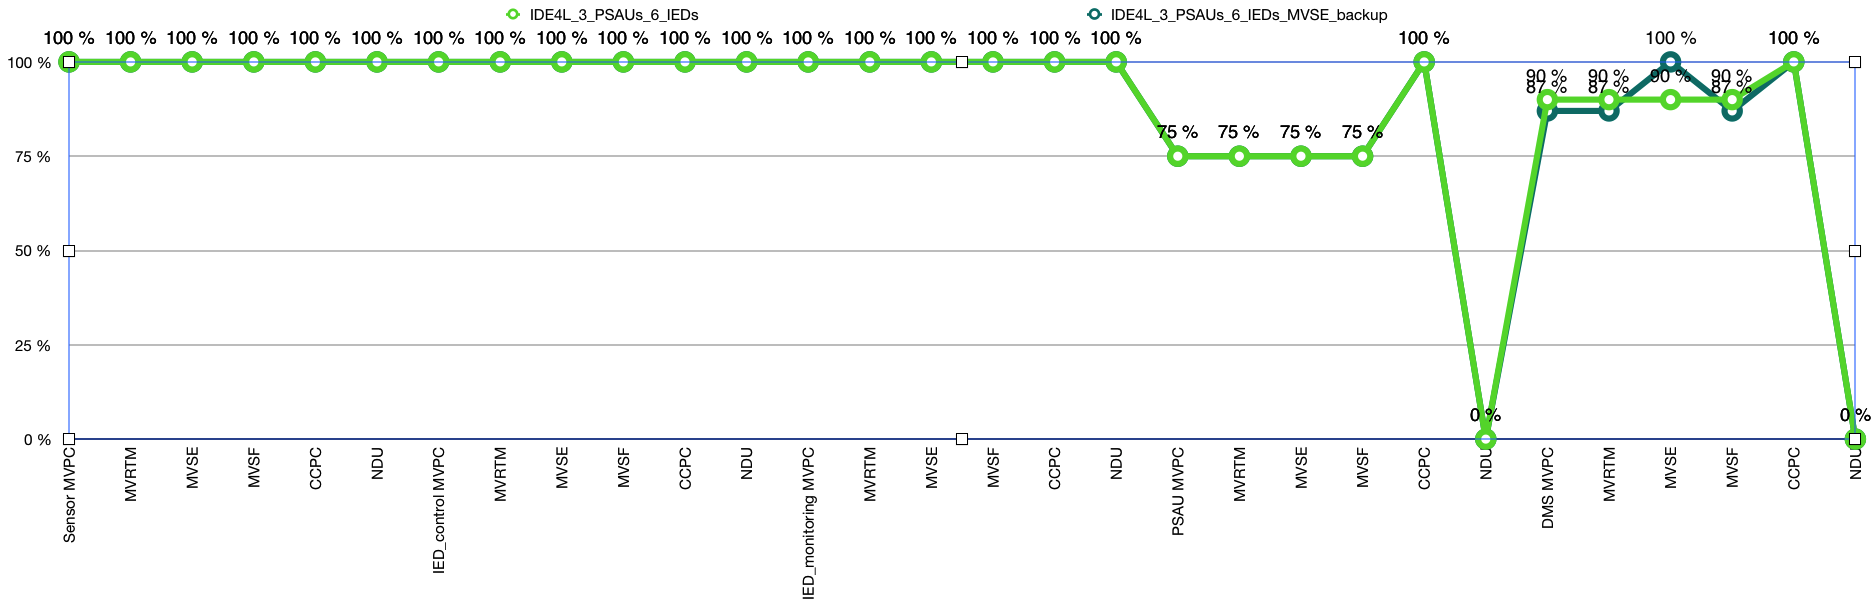 IDE4L_3_PSAUs_6_IEDs IDE4L_3_PSAUs_6_IEDs_MVSE_backup
100 % 100 % 100 % 100 % 100 % 100 % 100 % 100 % 100 % 100 % 100 % 100 % 100 % 100 % 100 % 100 % 100 % 100 % 100 % 100 % 100 %
100 %
90 % 90 % 90 % 90 %
87 % 87 % 87 %
75 % 75 % 75 % 75 %
75 %
50 %
25 %
0 % 0 %
0 %
Sensor MVPC
MVRTM
MVSE
MVSF
CCPC
NDU
IED_control MVPC
MVRTM
MVSE
MVSF
CCPC
NDU
IED_monitoring MVPC
MVRTM
MVSE
MVSF
CCPC
NDU
PSAU MVPC
MVRTM
MVSE
MVSF
CCPC
NDU
DMS MVPC
MVRTM
MVSE
MVSF
CCPC
NDU